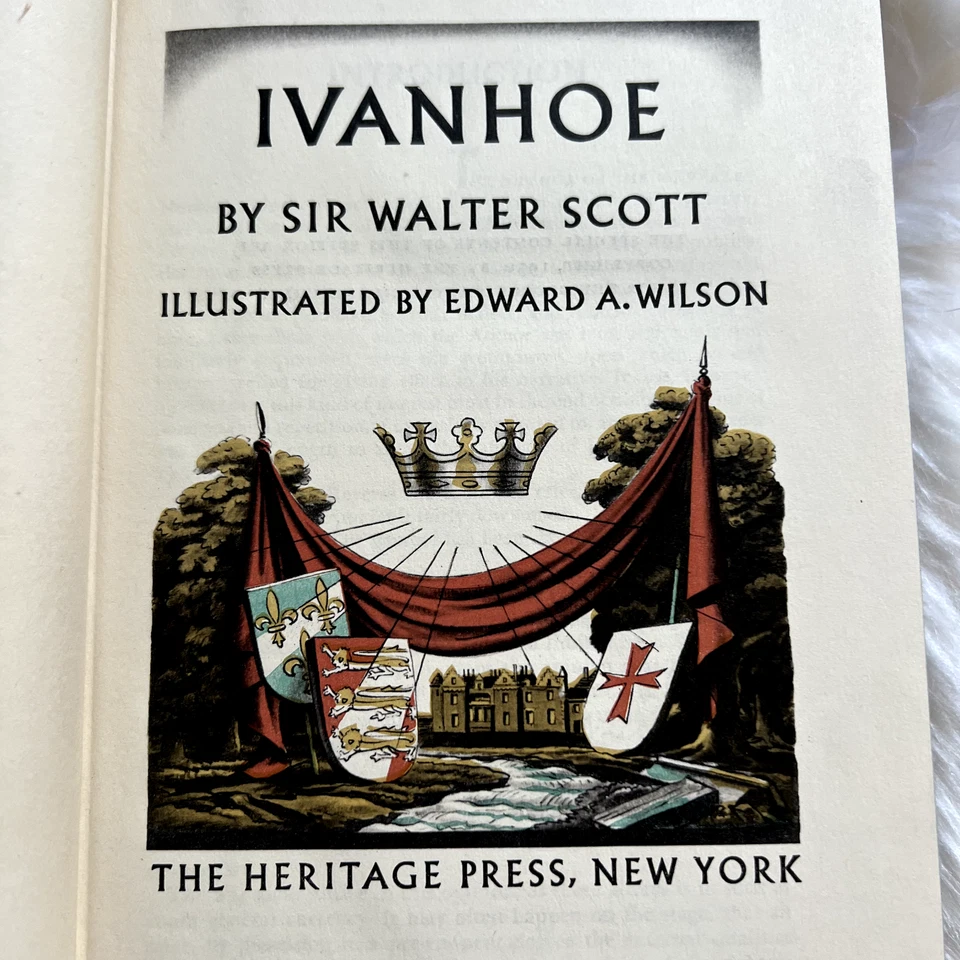 IVANHOE
BY SIR WALTER SCOTT
ILLUSTRATED BY EDWARD A. WILSON
THE HERITAGE PRESS, NEW YORK